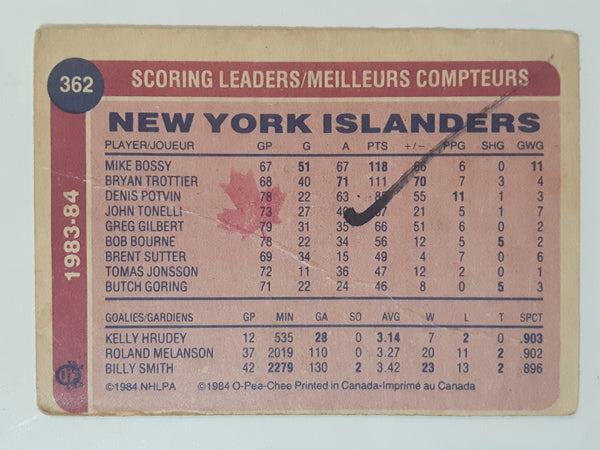 362
SCORING LEADERS/MEILLEURS COMPTEURS
1983-84
NEW YORK ISLANDERS
PLAYER/JOUEUR GP G A PTS +/- PPG SHG GWG
MIKE BOSSY 67 51 67 118 66 6 0 11
BRYAN TROTTIER 68 40 71 111 70 7 3 4
DENIS POTVIN 78 22 63 85 55 11 1 1
JOHN TONELLI 73 27 40 67 21 5 1 7
GREG GILBERT 79 31 35 66 51 6 0 2
BOB BOURNE 78 22 34 56 12 5 5 2
BRENT SUTTER 69 34 15 49 4 7 0 6
TOMAS JONSSON 72 11 36 47 12 2 0 1
BUTCH GORING 71 22 24 46 8 0 5 3
GOALIES/GARDIENS GP MIN GA SO AVG W L T SPCT
KELLY HRUDEY 12 535 28 0 3.14 7 2 0 .903
ROLAND MELANSON 37 2019 110 0 3.27 20 11 2 .902
BILLY SMITH 42 2279 130 2 3.42 23 13 2 896
©1984 NHLPA ©1984 O-Pee-Chee Printed in Canada-Imprimé au Canada